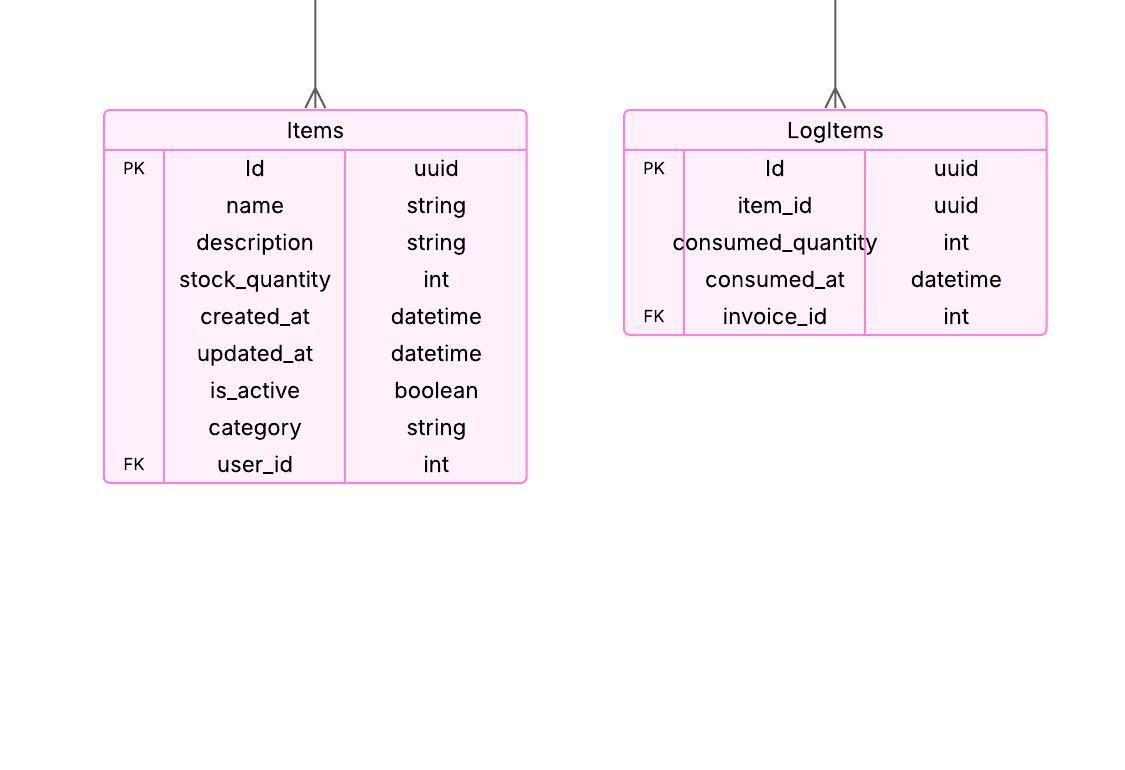 Items
PK Id uuid
name string
description string
stock_quantity int
created_at datetime
updated_at datetime
is_active boolean
category string
FK user_id int
LogItems
PK Id uuid
item_id uuid
consumed_quantity int
consumed_at datetime
FK invoice_id int